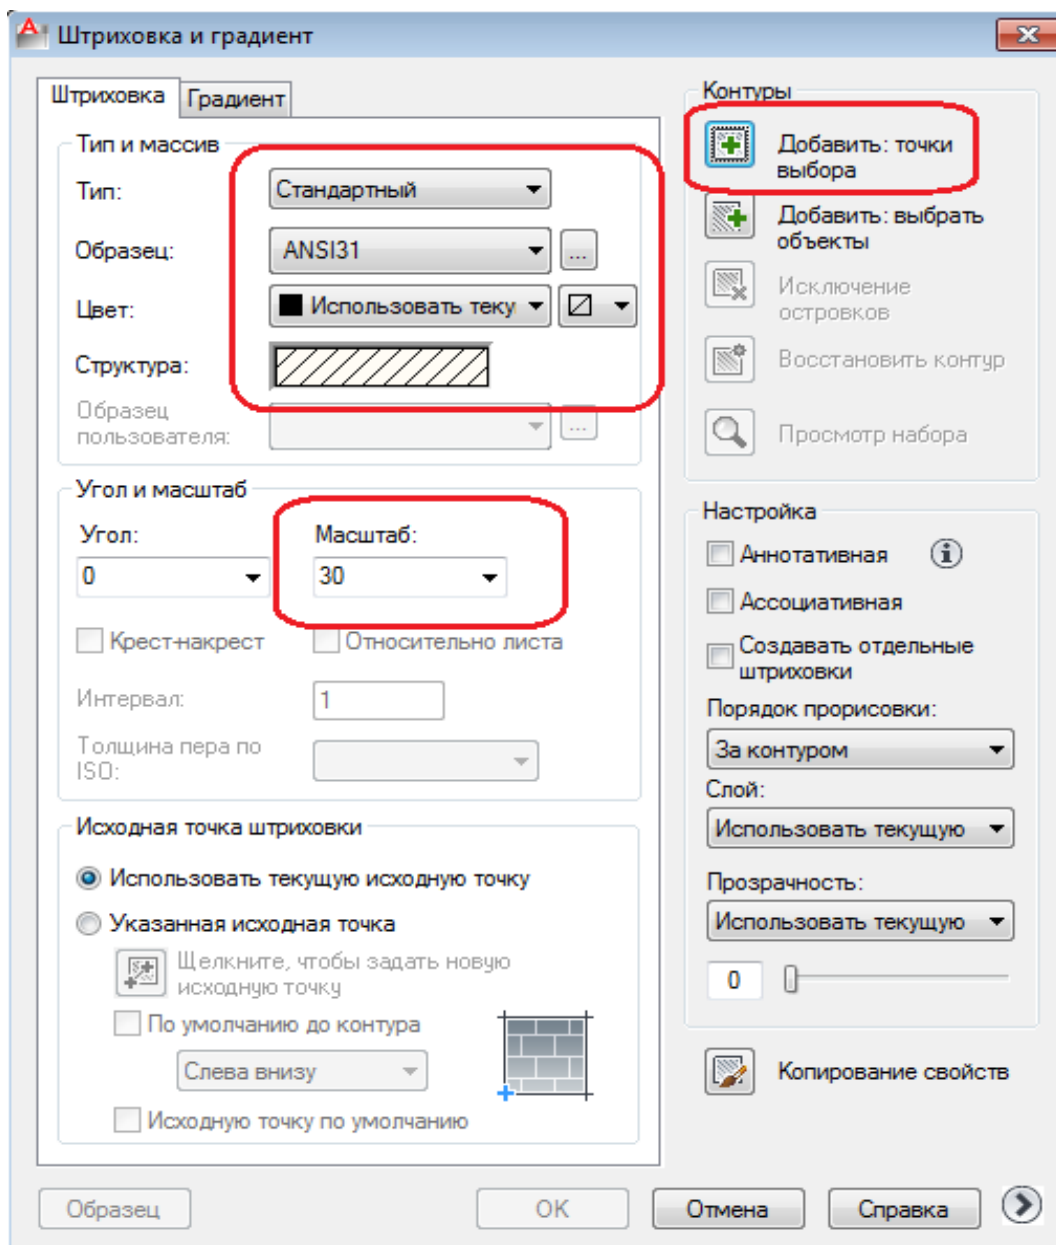 Штриховка и градиент
Штриховка
Градиент
Тип и массив
Тип:
Стандартный
Образец:
ANSI31
...
Цвет:
Использовать теку
Структура:
Образец
пользователя:
...
Угол и масштаб
Угол:
Масштаб:
0
30
Крест-накрест
Относительно листа
Интервал:
1
Толщина пера по
ISO:
Исходная точка штриховки
Использовать текущую исходную точку
Указанная исходная точка
Щелкните, чтобы задать новую
исходную точку
По умолчанию до контура
Слева внизу
Исходную точку по умолчанию
Контуры
Добавить: точки
выбора
Добавить: выбрать
объекты
Исключение
островков
Восстановить контур
Просмотр набора
Настройка
Аннотативная
Ассоциативная
Создавать отдельные
штриховки
Порядок прорисовки:
За контуром
Слой:
Использовать текущую
Прозрачность:
Использовать текущую
0
Копирование свойств
Образец
OK
Отмена
Справка